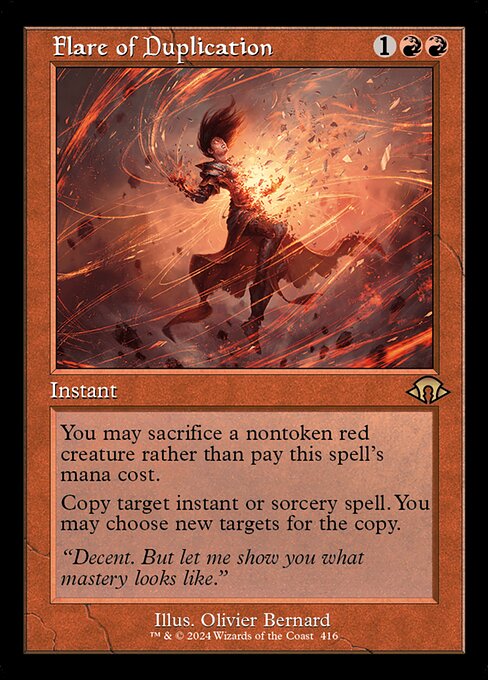 Flare of Duplication 1
Instant
You may sacrifice a nontoken red
creature rather than pay this spell's
mana cost.
Copy target instant or sorcery spell. You
may choose new targets for the copy.
"Decent. But let me show you what
mastery looks like."
Illus. Olivier Bernard
™ & © 2024 Wizards of the Coast 416